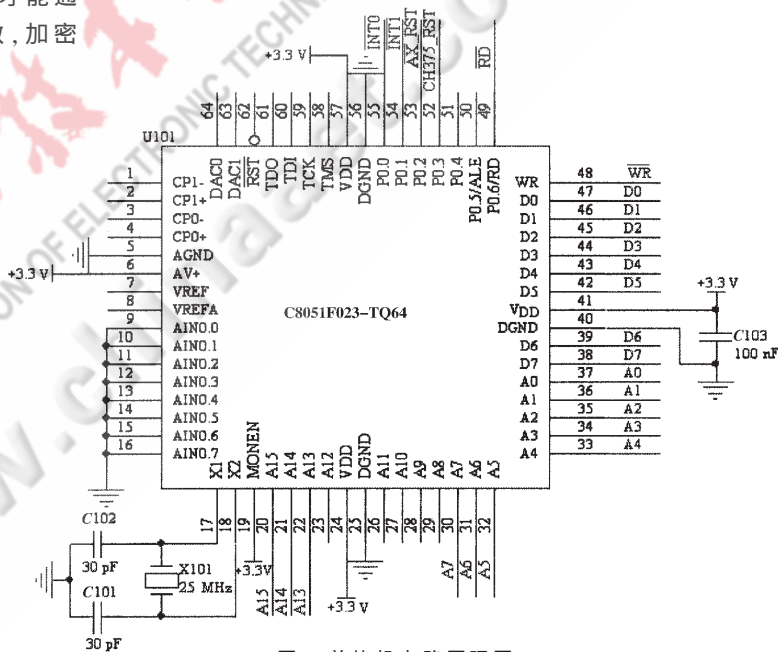 才能通
,加密
ION OF ELECTRONIC TECHNI
w.chinaaet.co
+3.3 V
INT0
INT1
AX_RST
CH375_RST
RD
64
63
62
61
60
59
58
57
56
55
54
53
52
51
50
49
U101
DAC0
DAC1
RST
TDO
TDI
TCK
TMS
VDD
DGND
P0.0
P0.1
P0.2
P0.3
P0.4
P0.5/ALE
P0.6/RD
1 CP1-
2 CP1+
3 CP0-
4 CP0+
5 AGND
+3.3 V
6 AV+
7 VREF
8 VREFA
9 AIN0.0
10 AIN0.1
11 AIN0.2
12 AIN0.3
13 AIN0.4
14 AIN0.5
15 AIN0.6
16 AIN0.7
C8051F023-TQ64
WR 48 WR
D0 47 D0
D1 46 D1
D2 45 D2
D3 44 D3
D4 43 D4
D5 42 D5
VDD 41
+3.3 V
DGND 40
C103
100 nF
D6 39 D6
D7 38 D7
A0 37 A0
A1 36 A1
A2 35 A2
A3 34 A3
A4 33 A4
X1
X2
MONEN
A15
A14
A13
A12
VDD
DGND
A11
A10
A9
A8
A7
A6
A5
17
18
19
20
21
22
23
24
25
26
27
28
29
30
31
32
C102
30 pF
X101
25 MHz
C101
30 pF
+3.3V
A15
A14
A13
+3.3 V
A7
A6
A5